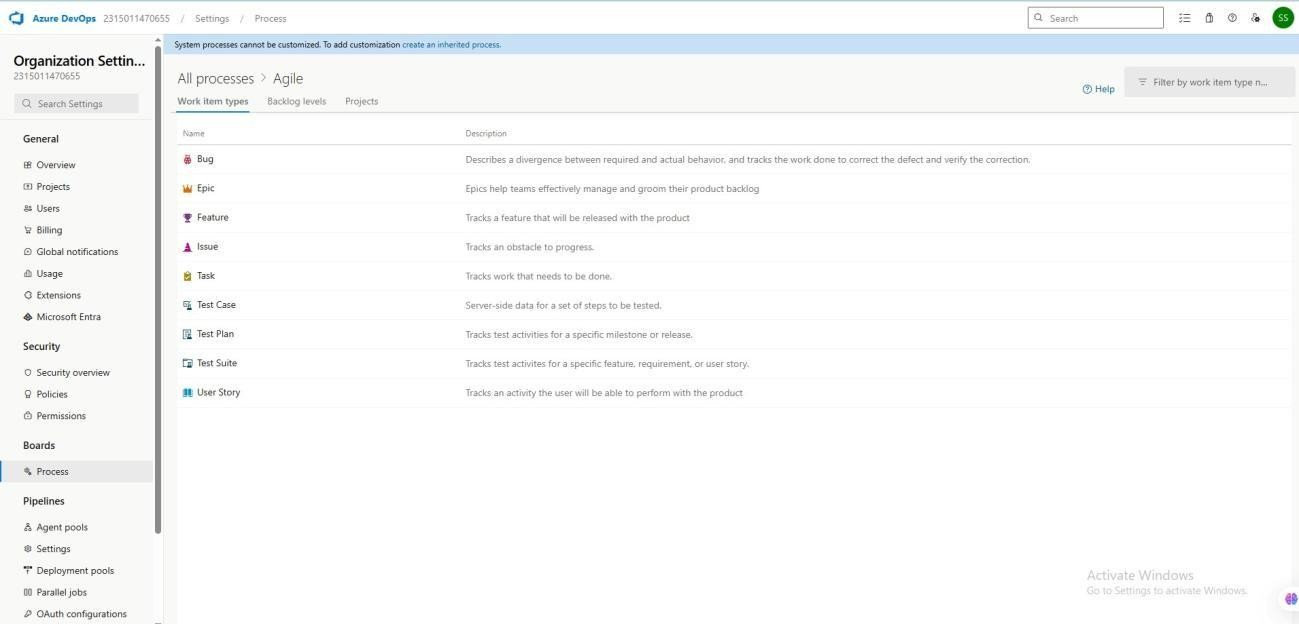 Azure DevOps 2315011470655 / Settings / Process
Search
SS
Organization Settin...
2315011470655
Search Settings
General
Overview
Projects
Users
Billing
Global notifications
Usage
Extensions
Microsoft Entra
Security
Security overview
Policies
Permissions
Boards
Process
Pipelines
Agent pools
Settings
Deployment pools
Parallel jobs
OAuth configurations
System processes cannot be customized. To add customization create an inherited process.
All processes > Agile
Help
Filter by work item type n...
Work item types Backlog levels Projects
Name Description
Bug Describes a divergence between required and actual behavior, and tracks the work done to correct the defect and verify the correction.
Epic Epics help teams effectively manage and groom their product backlog
Feature Tracks a feature that will be released with the product
Issue Tracks an obstacle to progress.
Task Tracks work that needs to be done.
Test Case Server-side data for a set of steps to be tested.
Test Plan Tracks test activities for a specific milestone or release.
Test Suite Tracks test activites for a specific feature, requirement, or user story.
User Story Tracks an activity the user will be able to perform with the product
Activate Windows
Go to Settings to activate Windows.